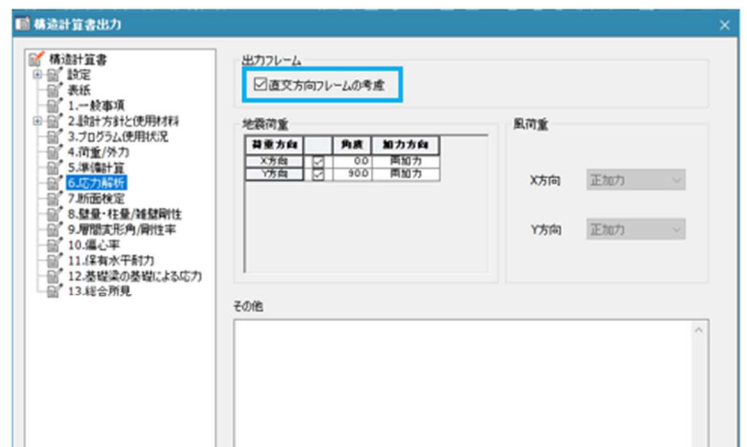 構造計算書出力
構造計算書
設定
表紙
1.一般事項
2.設計方針と使用材料
3.プログラム使用状況
4.荷重/外力
5.準備計算
6.応力解析
7.断面検定
8.壁量・柱量/雑壁剛性
9.層間変形角/剛性率
10.偏心率
11.保有水平耐力
12.基礎梁の基礎による応力
13.総合所見
出力フレーム
直交方向フレームの考慮
地震荷重
荷重方向 角度 加力方向
X方向 0.0 両加力
Y方向 90.0 両加力
風荷重
X方向 正加力
Y方向 正加力
その他